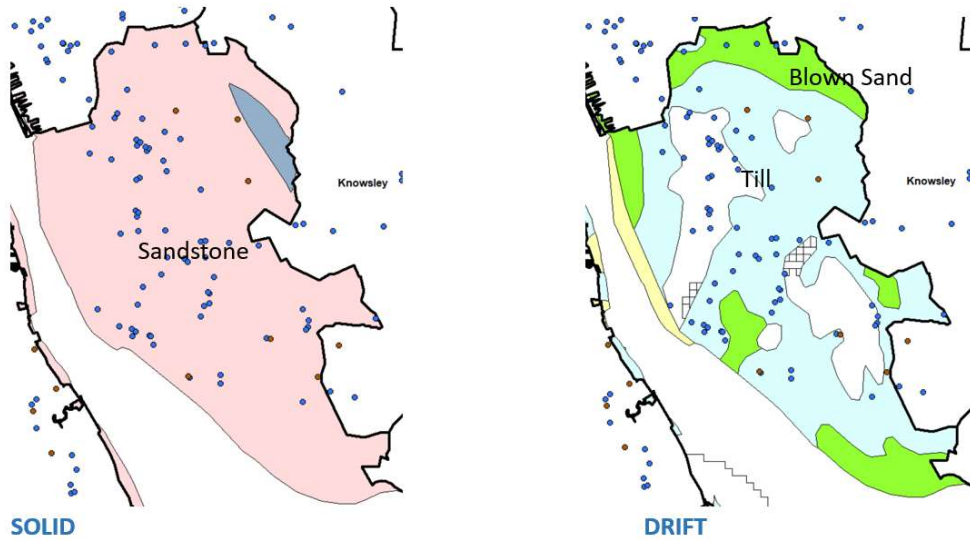 Blown Sand
Knowsley
Till
Knowsley
Sandstone
SOLID
DRIFT